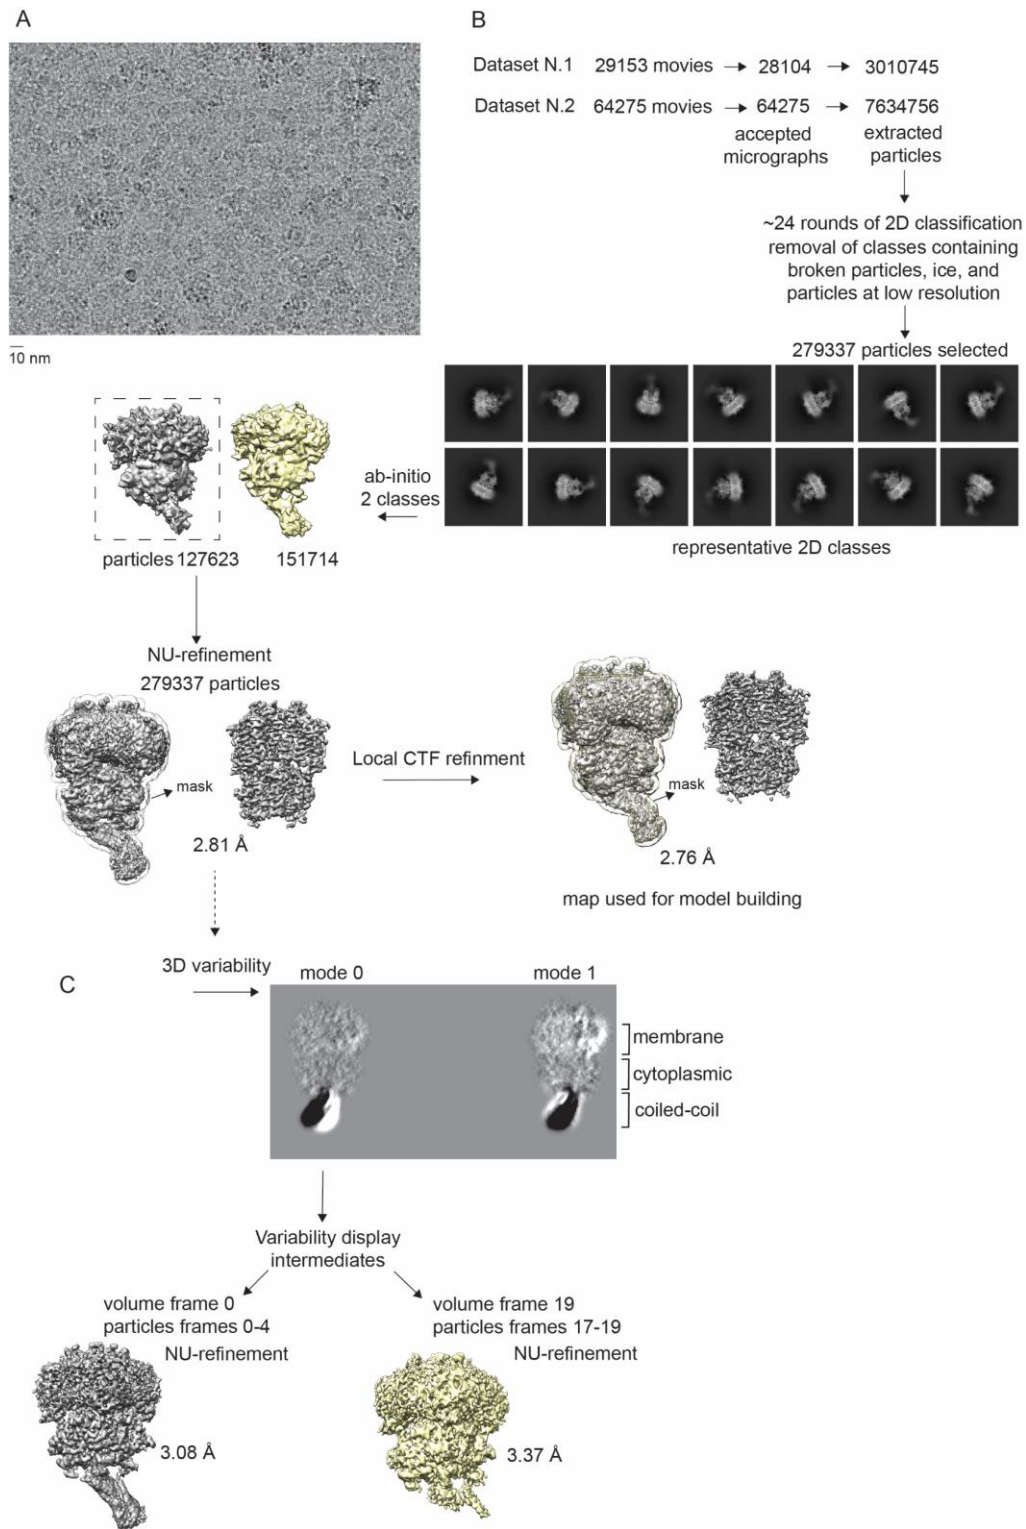 A
B
Dataset N.1 29153 movies → 28104 → 3010745
Dataset N.2 64275 movies → 64275 → 7634756
accepted
micrographs
extracted
particles
~24 rounds of 2D classification
removal of classes containing
broken particles, ice, and
particles at low resolution
279337 particles selected
10 nm
ab-initio
2 classes
particles 127623
151714
representative 2D classes
NU-refinement
279337 particles
mask
2.81 Å
Local CTF refinment
mask
2.76 Å
map used for model building
C
3D variability
mode 0
mode 1
membrane
cytoplasmic
coiled-coil
Variability display
intermediates
volume frame 0
particles frames 0-4
NU-refinement
3.08 Å
volume frame 19
particles frames 17-19
NU-refinement
3.37 Å